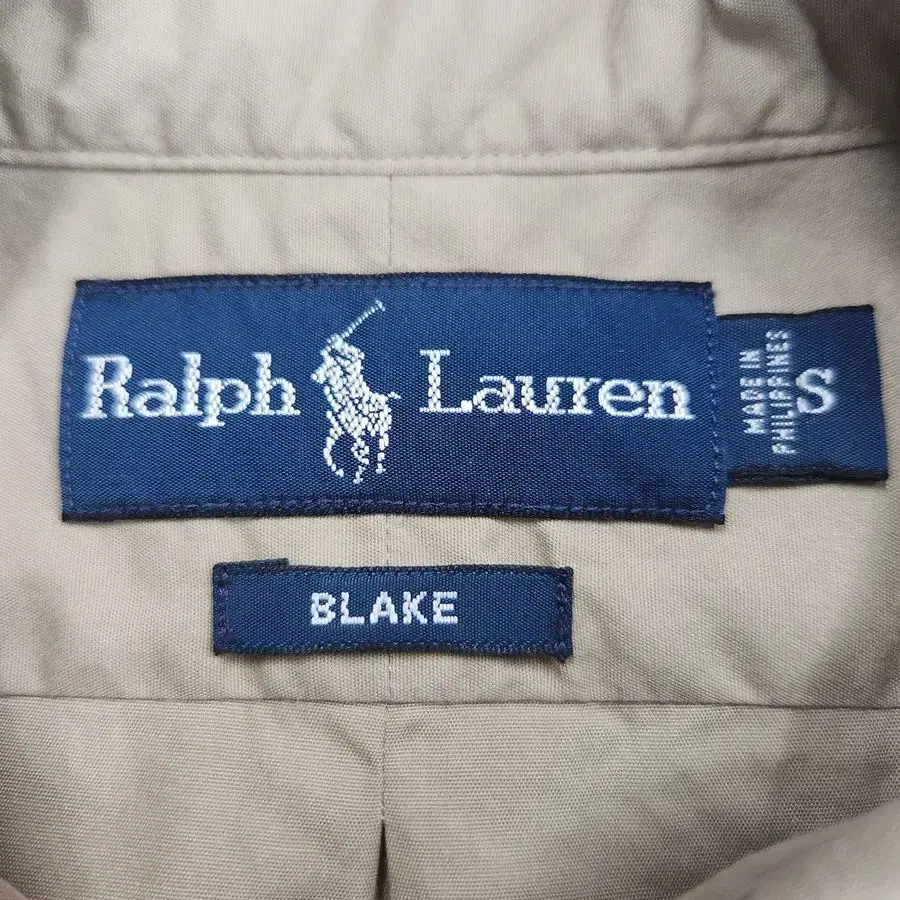 Ralph Lauren
MADE IN
PHILIPPINES
S
BLAKE